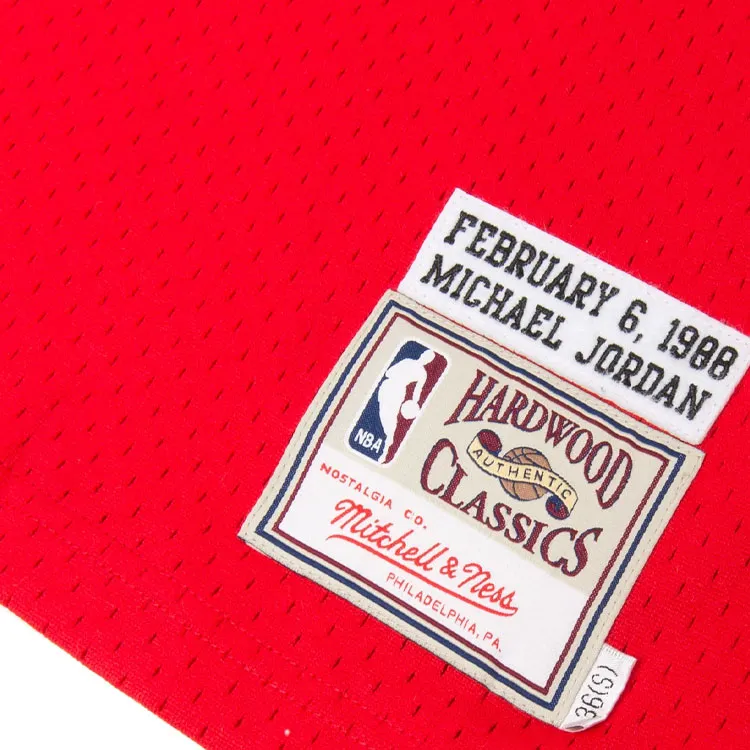 FEBRUARY 6, 1988
MICHAEL JORDAN
NBA
HARDWOOD
AUTHENTIC
CLASSICS
NOSTALGIA CO.
Mitchell & Ness
PHILADELPHIA, PA.
36(S)